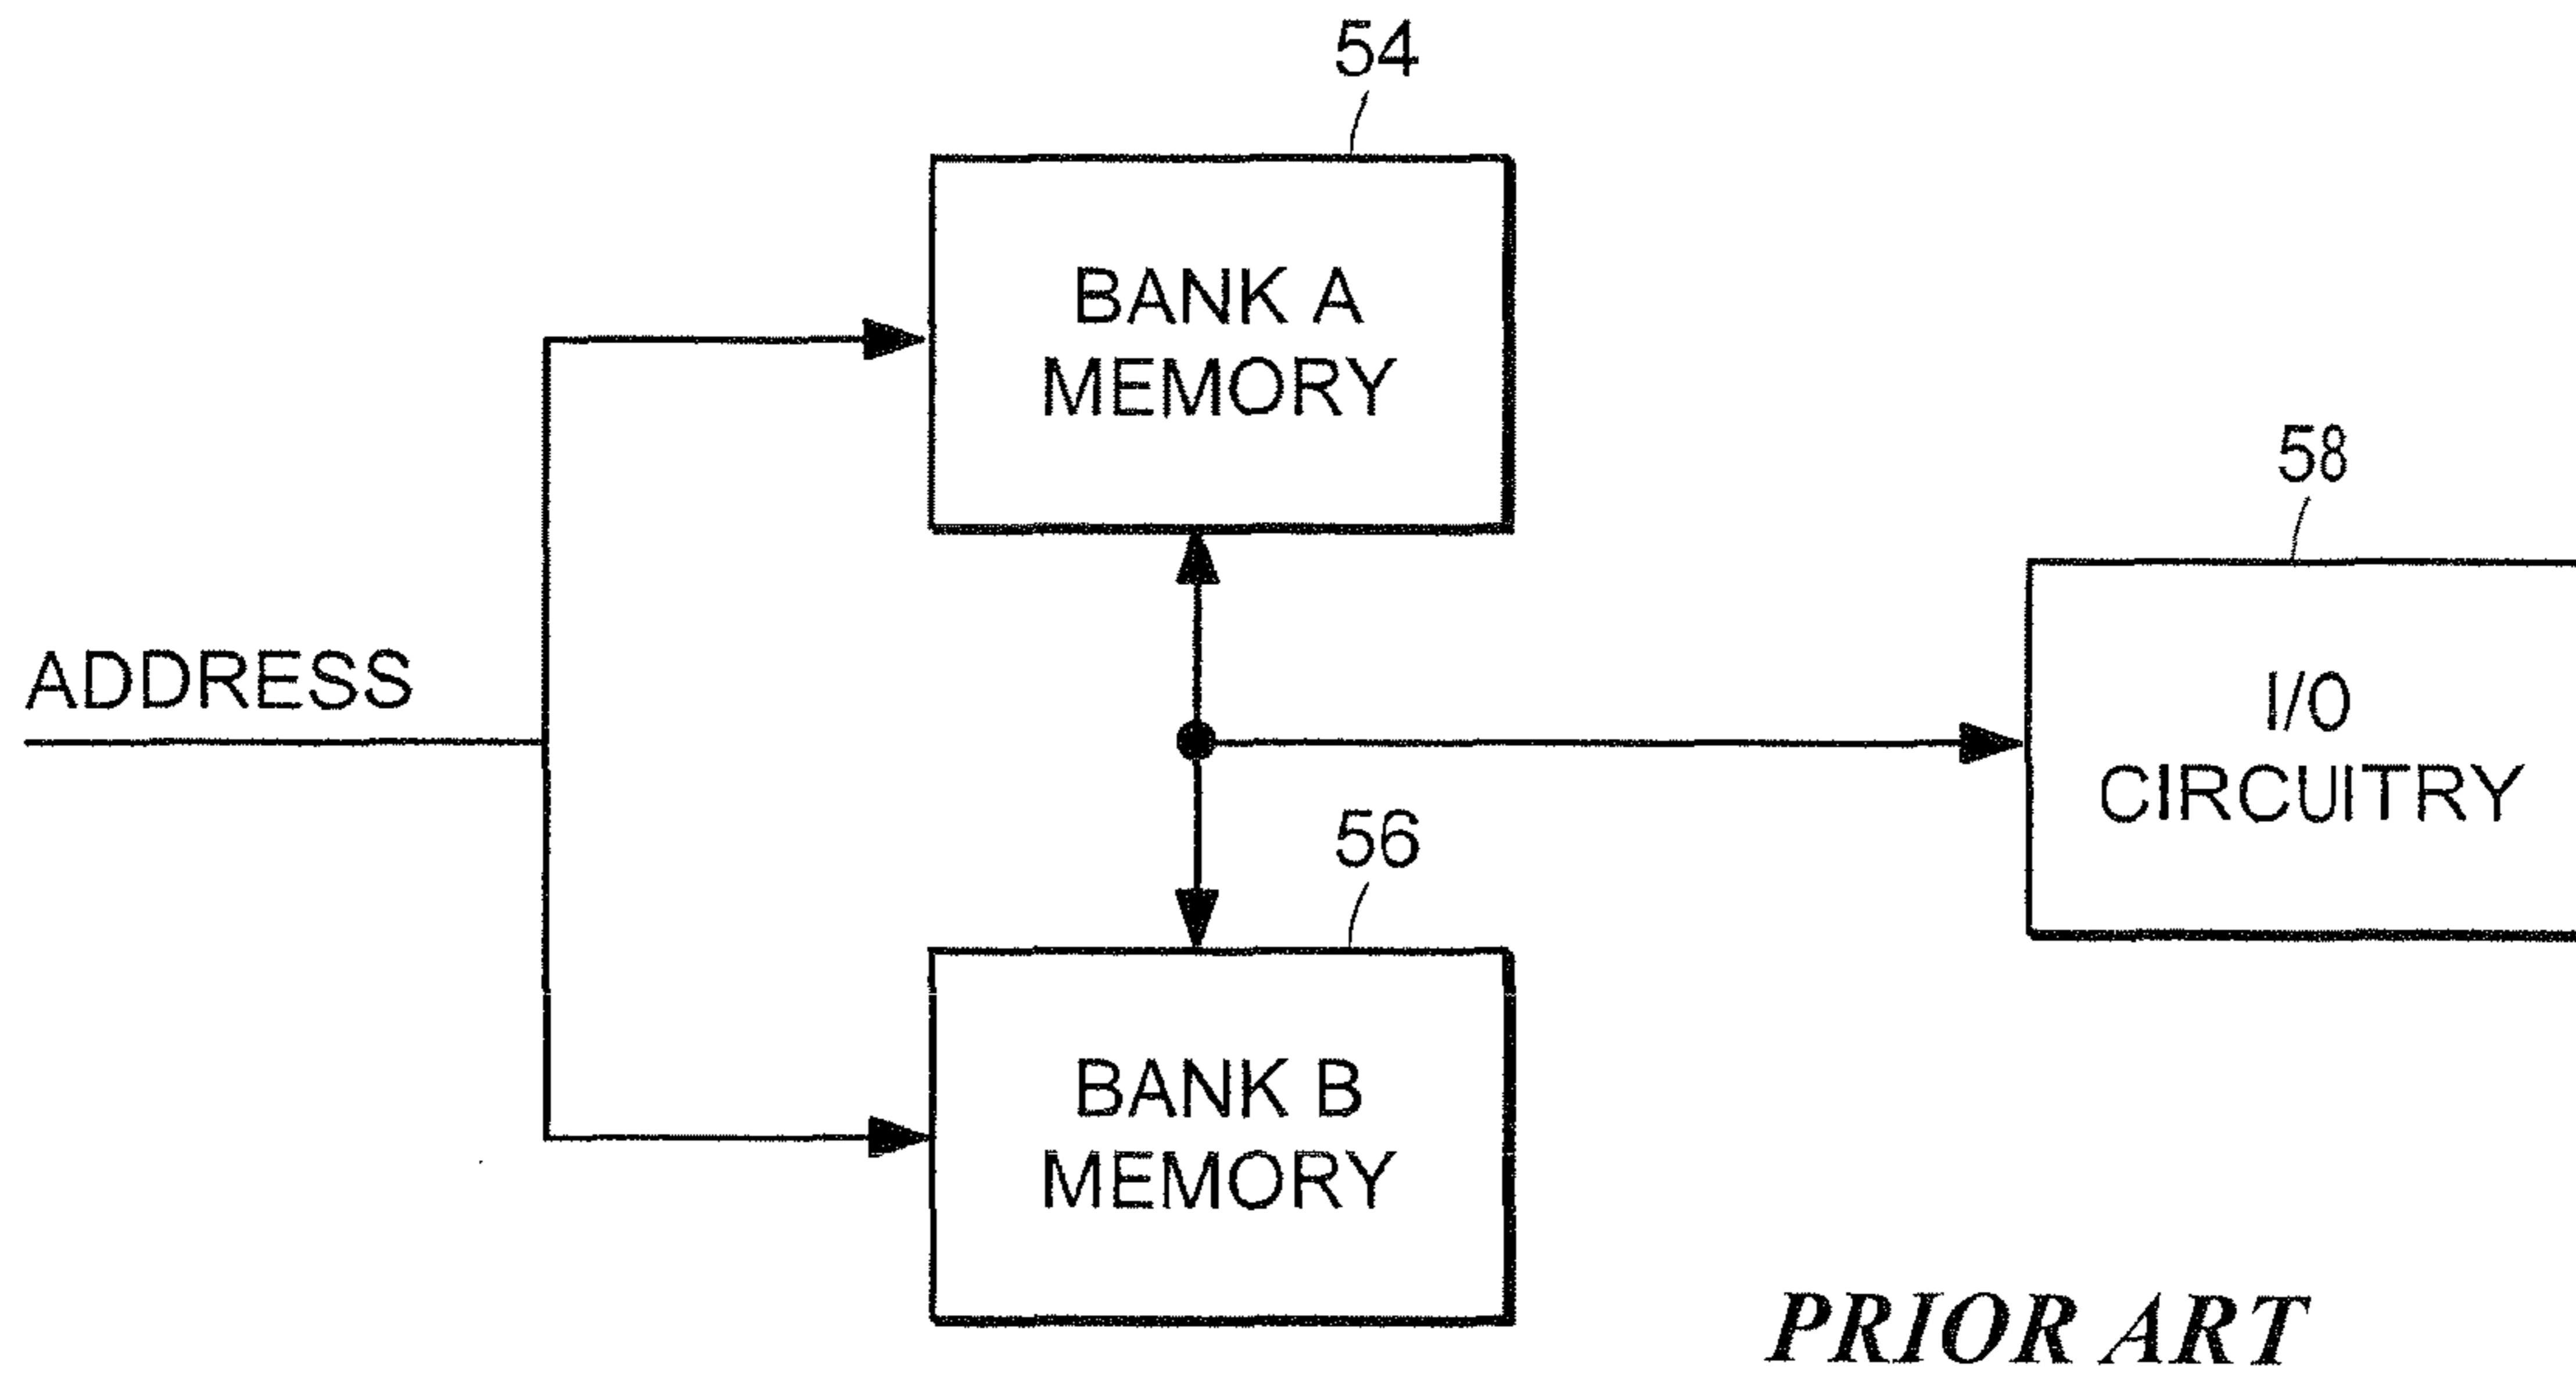 54
BANK A
MEMORY
58
ADDRESS
I/O
CIRCUITRY
56
BANK B
MEMORY
PRIOR ART